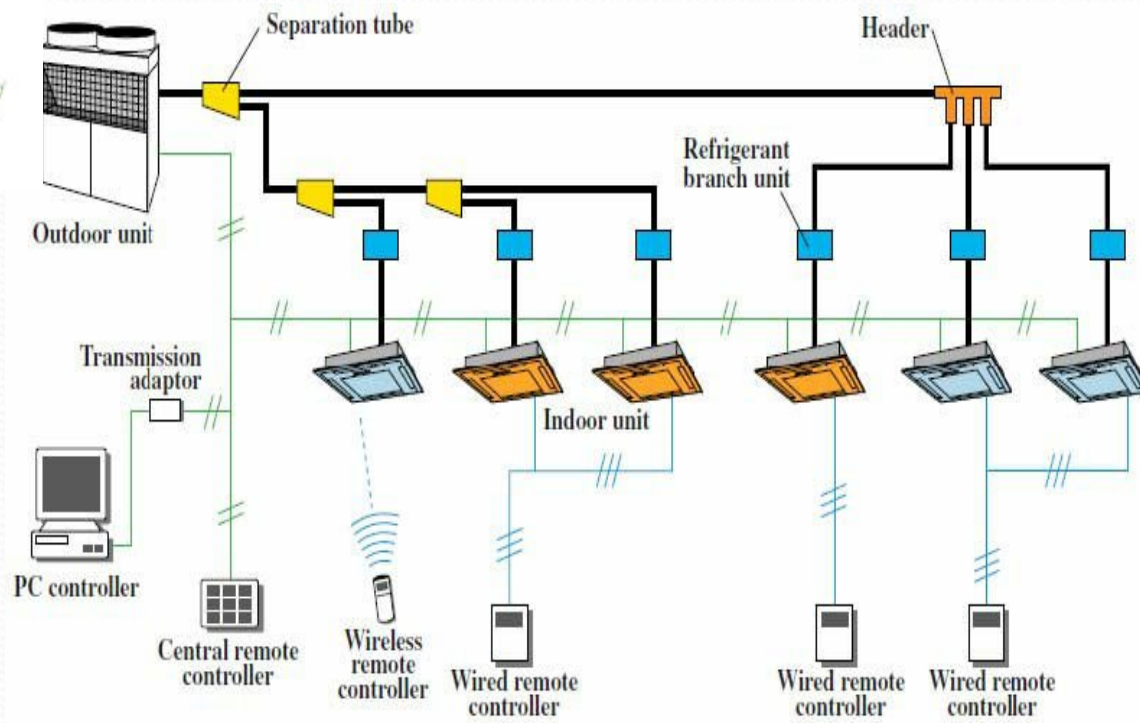 Separation tube
Header
Refrigerant
branch unit
Outdoor unit
Transmission
adaptor
Indoor unit
PC controller
Central remote
controller
Wireless
remote
controller
Wired remote
controller
Wired remote
controller
Wired remote
controller